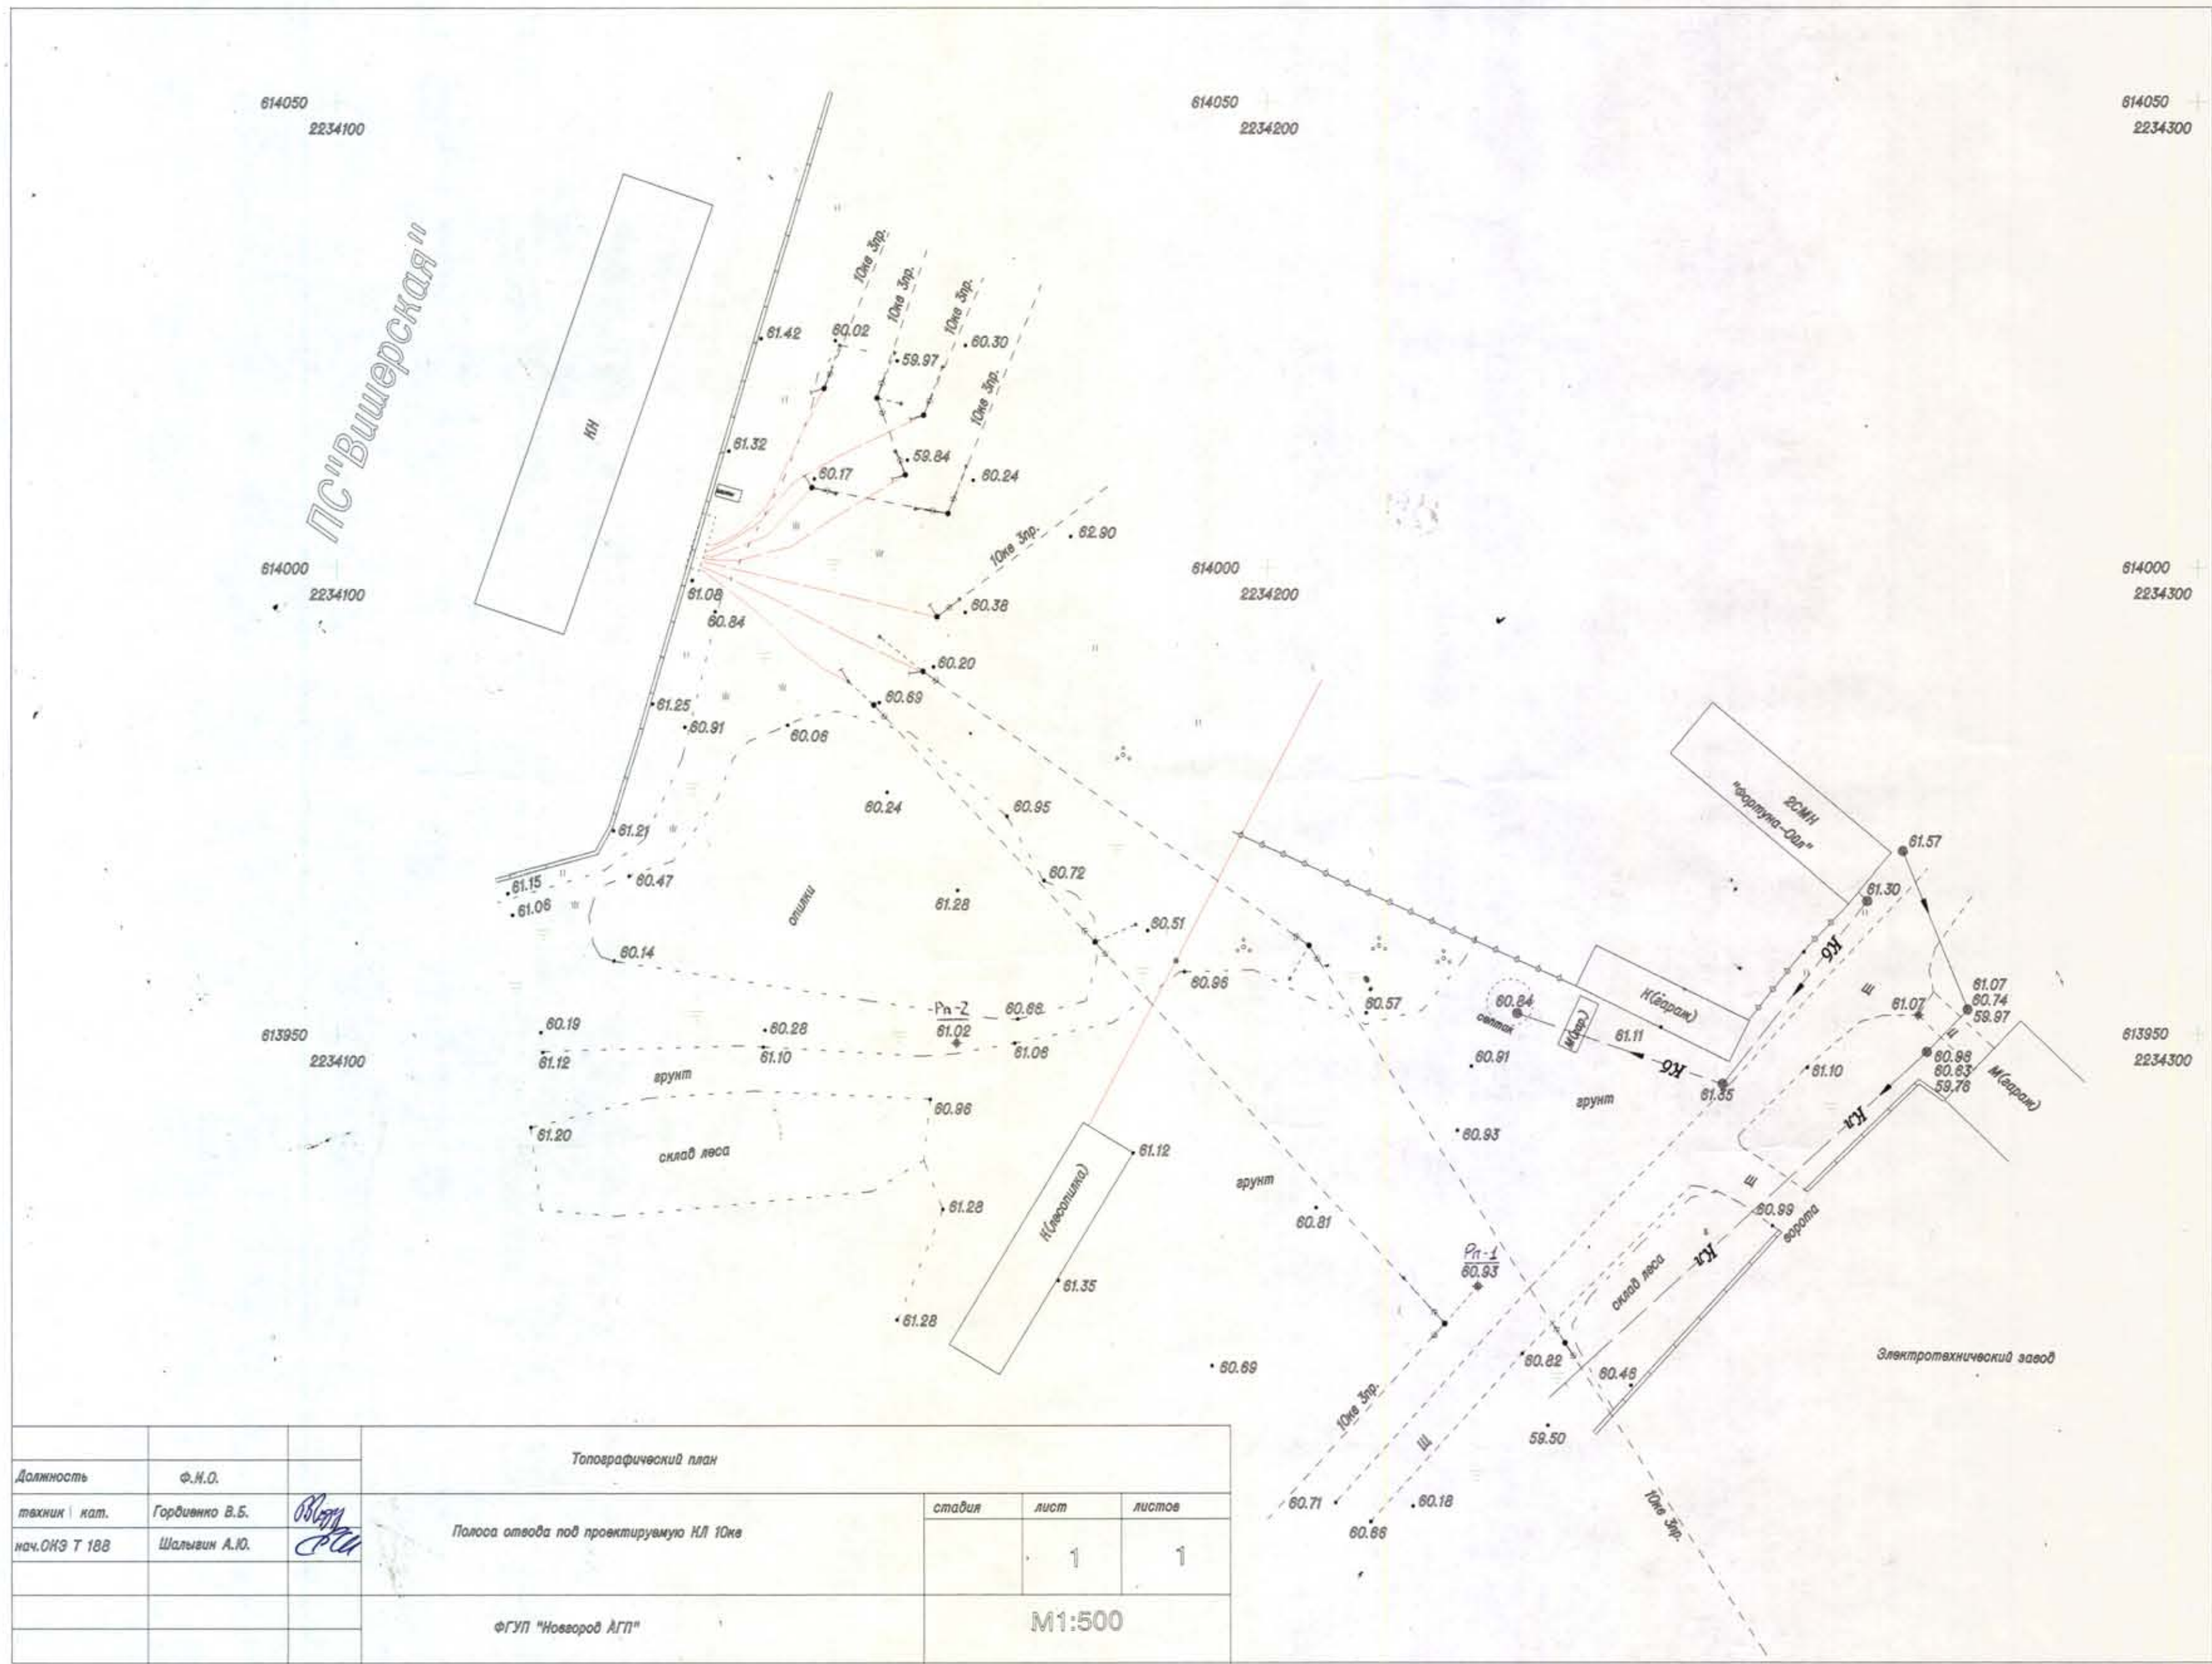 614050
2234100
614050
2234200
614050
2234300
ПС"Вишерская"
КН
10кв 3пр.
10кв 3пр.
10кв 3пр.
10кв 3пр.
61.42
60.02
59.97
60.30
61.32
60.17
59.84
60.24
62.90
10кв 3пр.
614000
2234100
614000
2234200
614000
2234300
61.08
60.84
60.38
60.20
60.69
61.25
60.91
60.06
60.24
60.95
61.21
60.72
61.15
61.06
60.47
опилки
61.28
60.51
60.14
60.96
2СМН
"Фортуна-Ойл"
61.57
61.30
Кб
Щ
61.07
61.07
60.74
59.97
60.57
60.84
септик
М(гар.)
К(гараж)
61.11
Кб
61.35
Рп-2
61.02
60.68
60.19
60.28
61.12
61.10
61.06
грунт
613950
2234100
613950
2234300
60.91
грунт
61.10
Щ
60.98
60.63
59.76
М(гараж)
Кл
60.96
61.20
склад леса
61.12
60.93
К(лесопилка)
грунт
Щ
61.28
60.81
60.99
ворота
Кл
склад леса
Рп-1
60.93
61.35
61.28
60.69
60.82
60.46
Электротехнический завод
10кв 3пр.
Щ
59.50
60.71
60.18
60.66
10кв 3пр.
Топографический план
Должность Ф.И.О.
техник I кат. Гордиенко В.Б.
нач.ОКЭ Т 188 Шалыгин А.Ю.
Полоса отвода под проектируемую КЛ 10кв
стадия лист листов
1 1
ФГУП "Новгород АГП"
М1:500